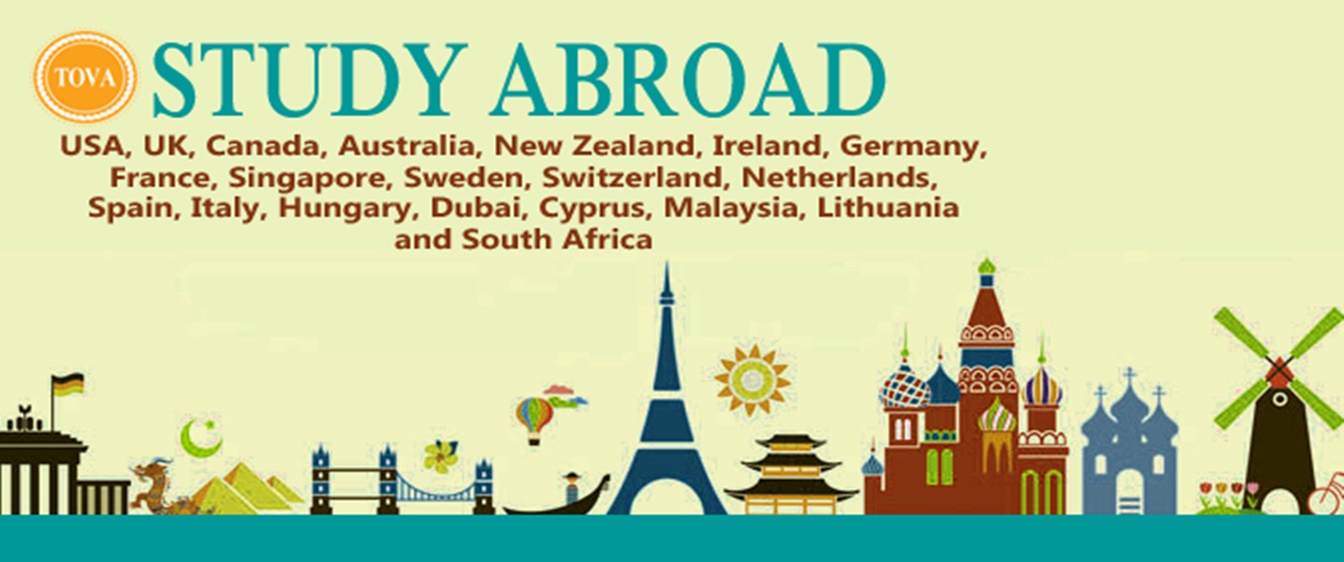 TOVA
STUDY ABROAD
USA, UK, Canada, Australia, New Zealand, Ireland, Germany,
France, Singapore, Sweden, Switzerland, Netherlands,
Spain, Italy, Hungary, Dubai, Cyprus, Malaysia, Lithuania
and South Africa